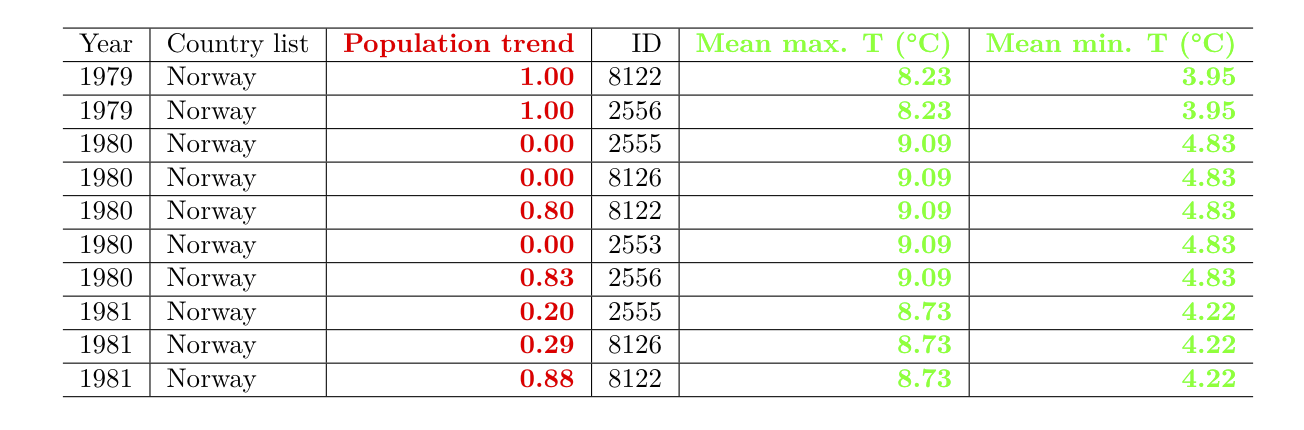 Year Country list Population trend ID Mean max. T (°C) Mean min. T (°C)
1979 Norway 1.00 8122 8.23 3.95
1979 Norway 1.00 2556 8.23 3.95
1980 Norway 0.00 2555 9.09 4.83
1980 Norway 0.00 8126 9.09 4.83
1980 Norway 0.80 8122 9.09 4.83
1980 Norway 0.00 2553 9.09 4.83
1980 Norway 0.83 2556 9.09 4.83
1981 Norway 0.20 2555 8.73 4.22
1981 Norway 0.29 8126 8.73 4.22
1981 Norway 0.88 8122 8.73 4.22